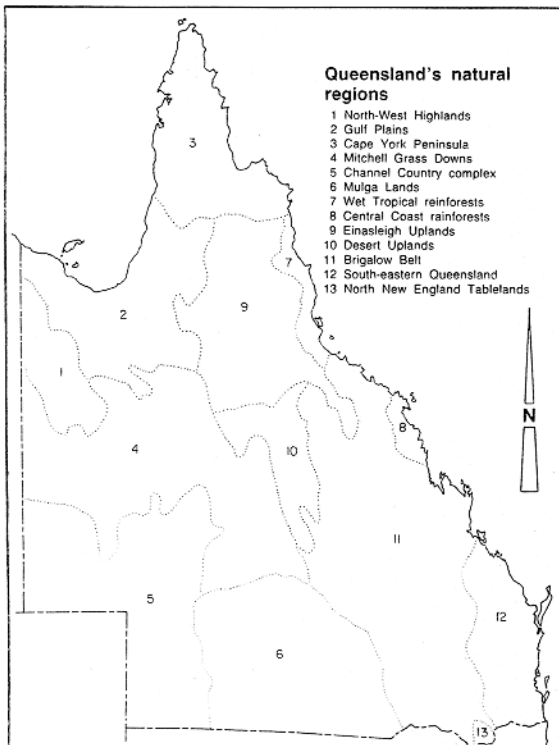 Queensland's natural
regions
1 North-West Highlands
2 Gulf Plains
3 Cape York Peninsula
4 Mitchell Grass Downs
5 Channel Country complex
6 Mulga Lands
7 Wet Tropical rainforests
8 Central Coast rainforests
9 Einasleigh Uplands
10 Desert Uplands
11 Brigalow Belt
12 South-eastern Queensland
13 North New England Tablelands
3
7
2
9
1
N
8
4
10
11
5
12
6
13